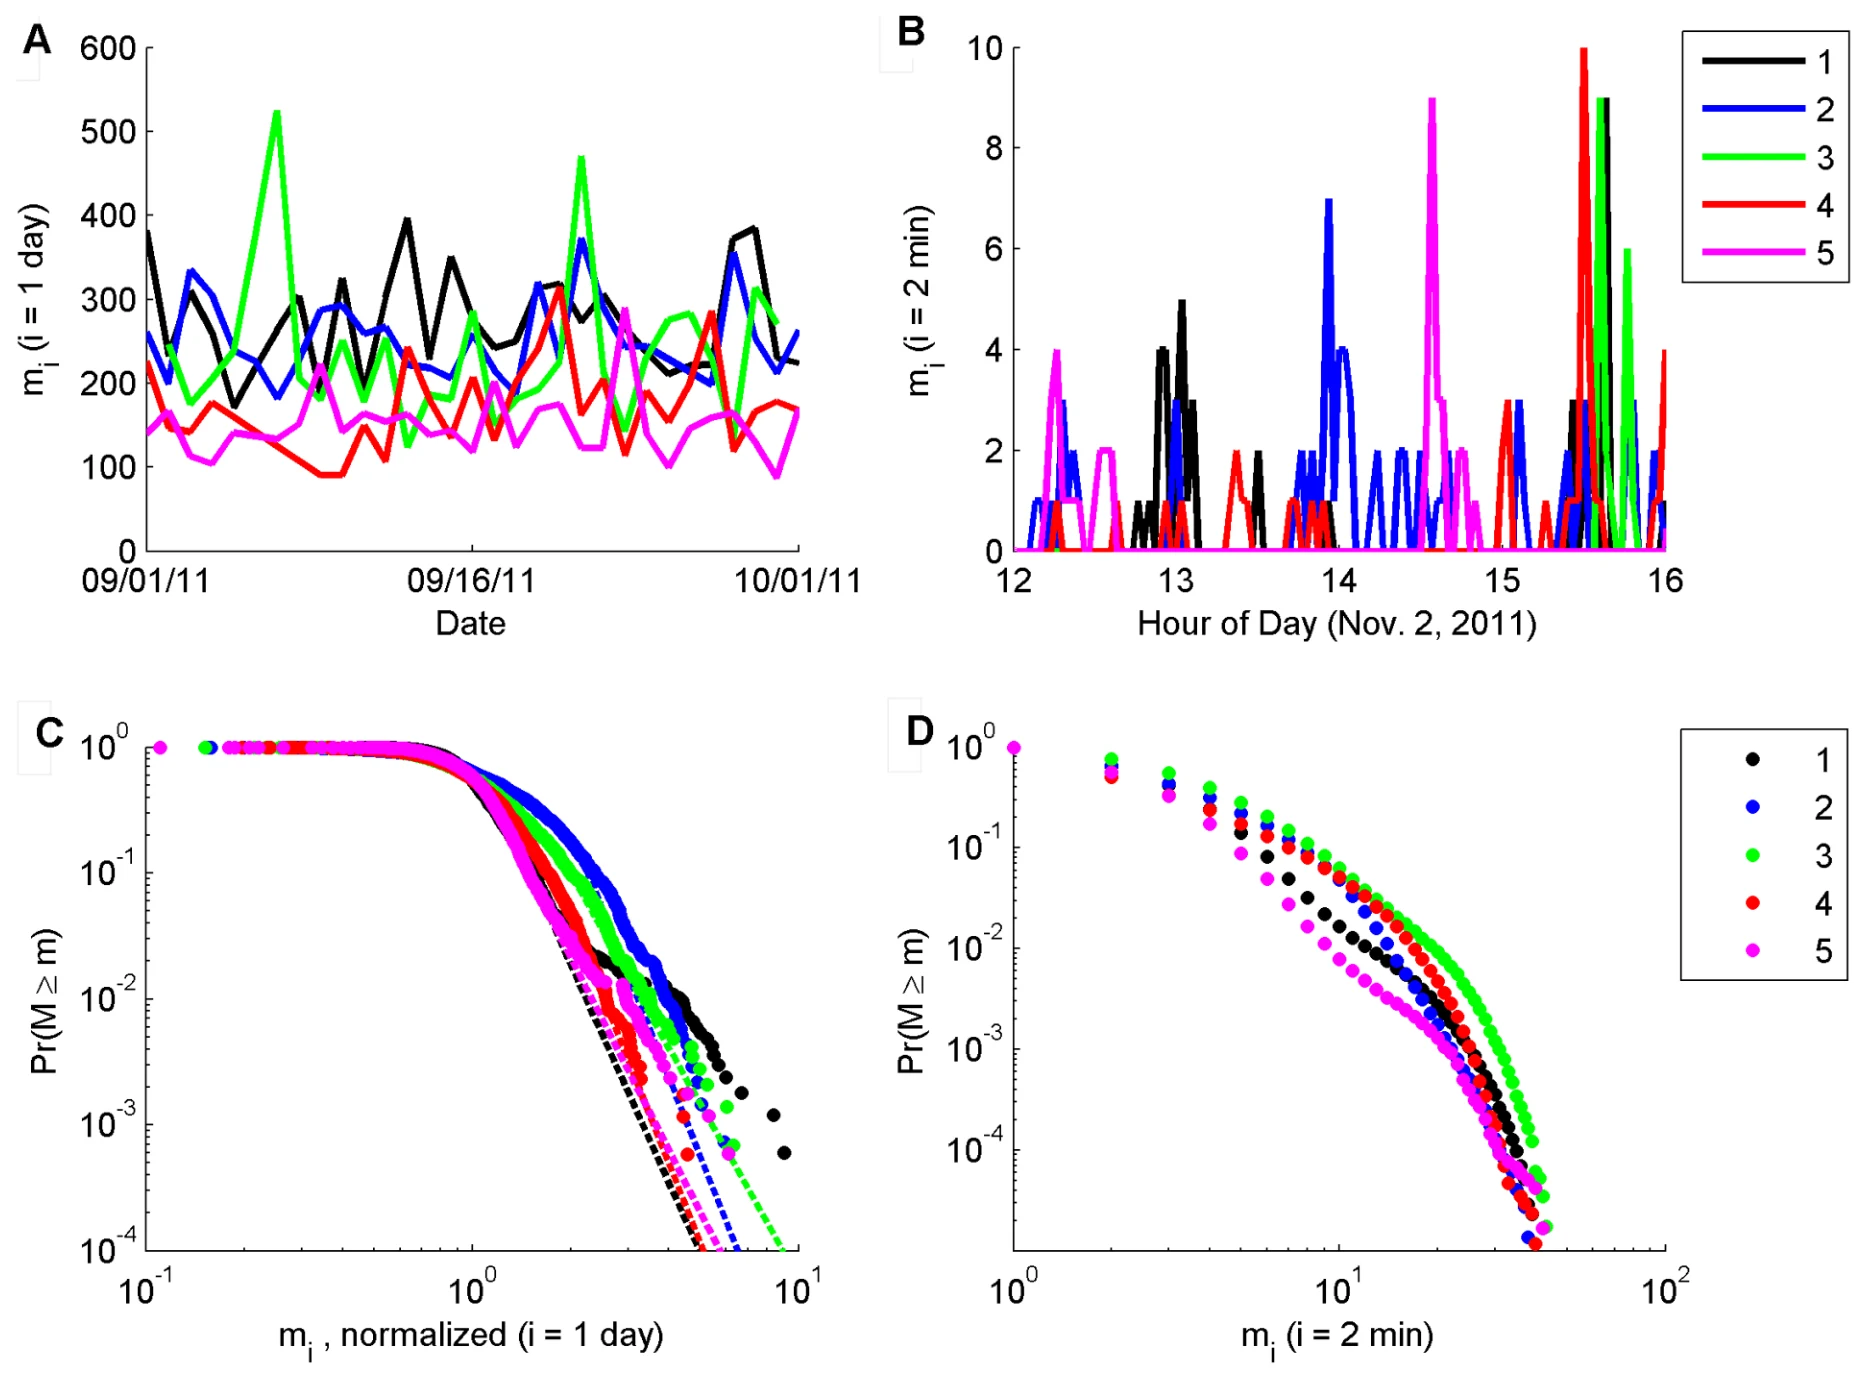 A
600
500
400
300
200
100
0
m_i (i = 1 day)
09/01/11 09/16/11 10/01/11
Date
B
10
8
6
4
2
0
m_i (i = 2 min)
12 13 14 15 16
Hour of Day (Nov. 2, 2011)
1
2
3
4
5
C
10^0
10^-1
10^-2
10^-3
10^-4
Pr(M ≥ m)
10^-1 10^0 10^1
m_i , normalized (i = 1 day)
D
10^0
10^-1
10^-2
10^-3
10^-4
Pr(M ≥ m)
10^0 10^1 10^2
m_i (i = 2 min)
1
2
3
4
5